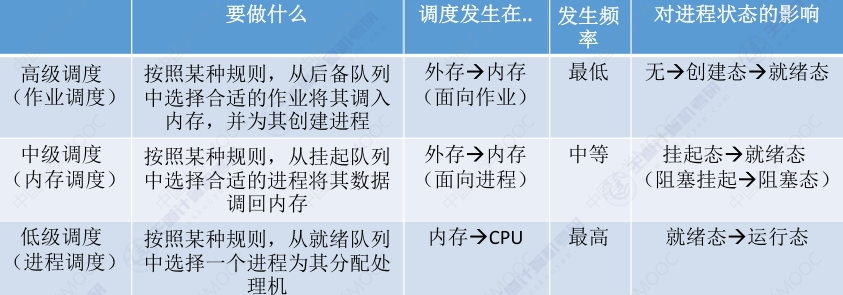 要做什么
调度发生在..
发生频
率
对进程状态的影响
高级调度
（作业调度）
按照某种规则，从后备队列
中选择合适的作业将其调入
内存，并为其创建进程
外存→内存
（面向作业）
最低
无→创建态→就绪态
中级调度
（内存调度）
按照某种规则，从挂起队列
中选择合适的进程将其数据
调回内存
外存→内存
（面向进程）
中等
挂起态→就绪态
（阻塞挂起→阻塞态）
低级调度
（进程调度）
按照某种规则，从就绪队列
中选择一个进程为其分配处
理机
内存→CPU
最高
就绪态→运行态